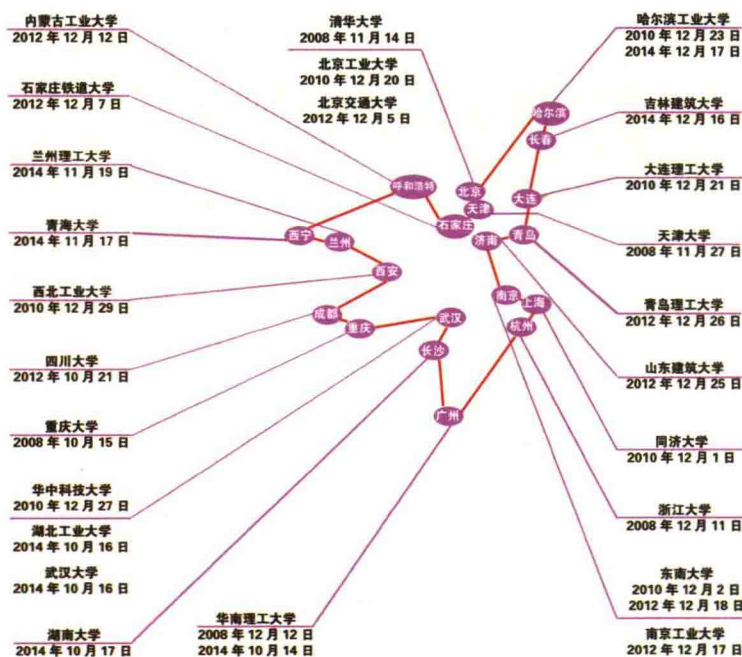 内蒙古工业大学
2012 年 12 月 12 日
石家庄铁道大学
2012 年 12 月 7 日
兰州理工大学
2014 年 11 月 19 日
青海大学
2014 年 11 月 17 日
西北工业大学
2010 年 12 月 29 日
四川大学
2012 年 10 月 21 日
重庆大学
2008 年 10 月 15 日
华中科技大学
2010 年 12 月 27 日
湖北工业大学
2014 年 10 月 16 日
武汉大学
2014 年 10 月 16 日
湖南大学
2014 年 10 月 17 日
清华大学
2008 年 11 月 14 日
北京工业大学
2010 年 12 月 20 日
北京交通大学
2012 年 12 月 5 日
呼和浩特
北京
天津
石家庄
西宁
兰州
西安
成都
重庆
武汉
长沙
广州
哈尔滨
长春
大连
青岛
济南
南京
上海
杭州
华南理工大学
2008 年 12 月 12 日
2014 年 10 月 14 日
哈尔滨工业大学
2010 年 12 月 23 日
2014 年 12 月 17 日
吉林建筑大学
2014 年 12 月 16 日
大连理工大学
2010 年 12 月 21 日
天津大学
2008 年 11 月 27 日
青岛理工大学
2012 年 12 月 26 日
山东建筑大学
2012 年 12 月 25 日
同济大学
2010 年 12 月 1 日
浙江大学
2008 年 12 月 11 日
东南大学
2010 年 12 月 2 日
2012 年 12 月 18 日
南京工业大学
2012 年 12 月 17 日